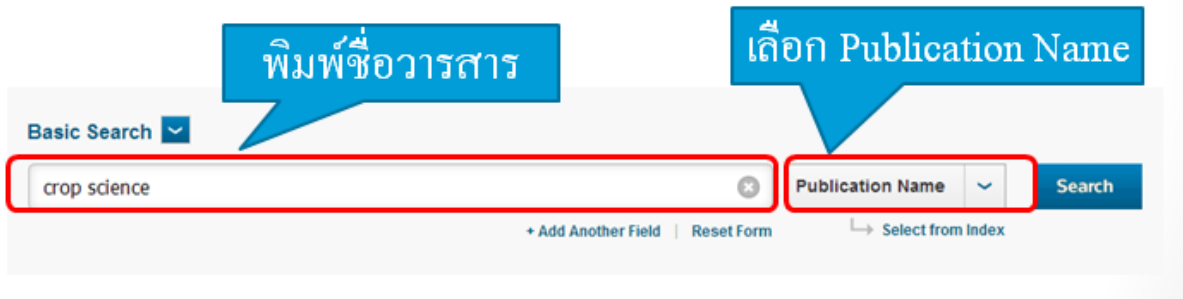 พิมพ์ชื่อวารสาร
เลือก Publication Name
Basic Search
crop science
Publication Name
Search
+ Add Another Field | Reset Form
Select from Index